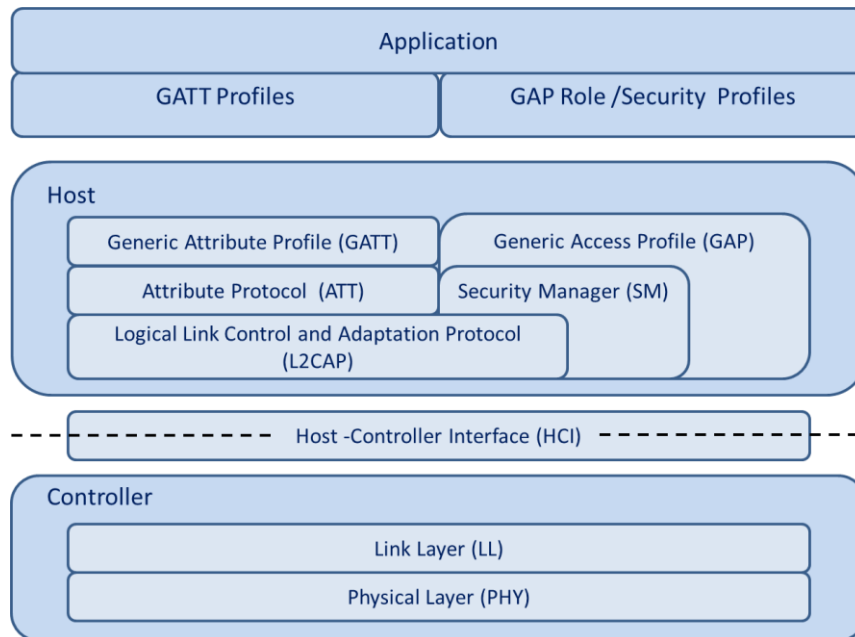 Application
GATT Profiles
GAP Role /Security Profiles
Host
Generic Attribute Profile (GATT)
Generic Access Profile (GAP)
Attribute Protocol (ATT)
Security Manager (SM)
Logical Link Control and Adaptation Protocol
(L2CAP)
Host -Controller Interface (HCI)
Controller
Link Layer (LL)
Physical Layer (PHY)